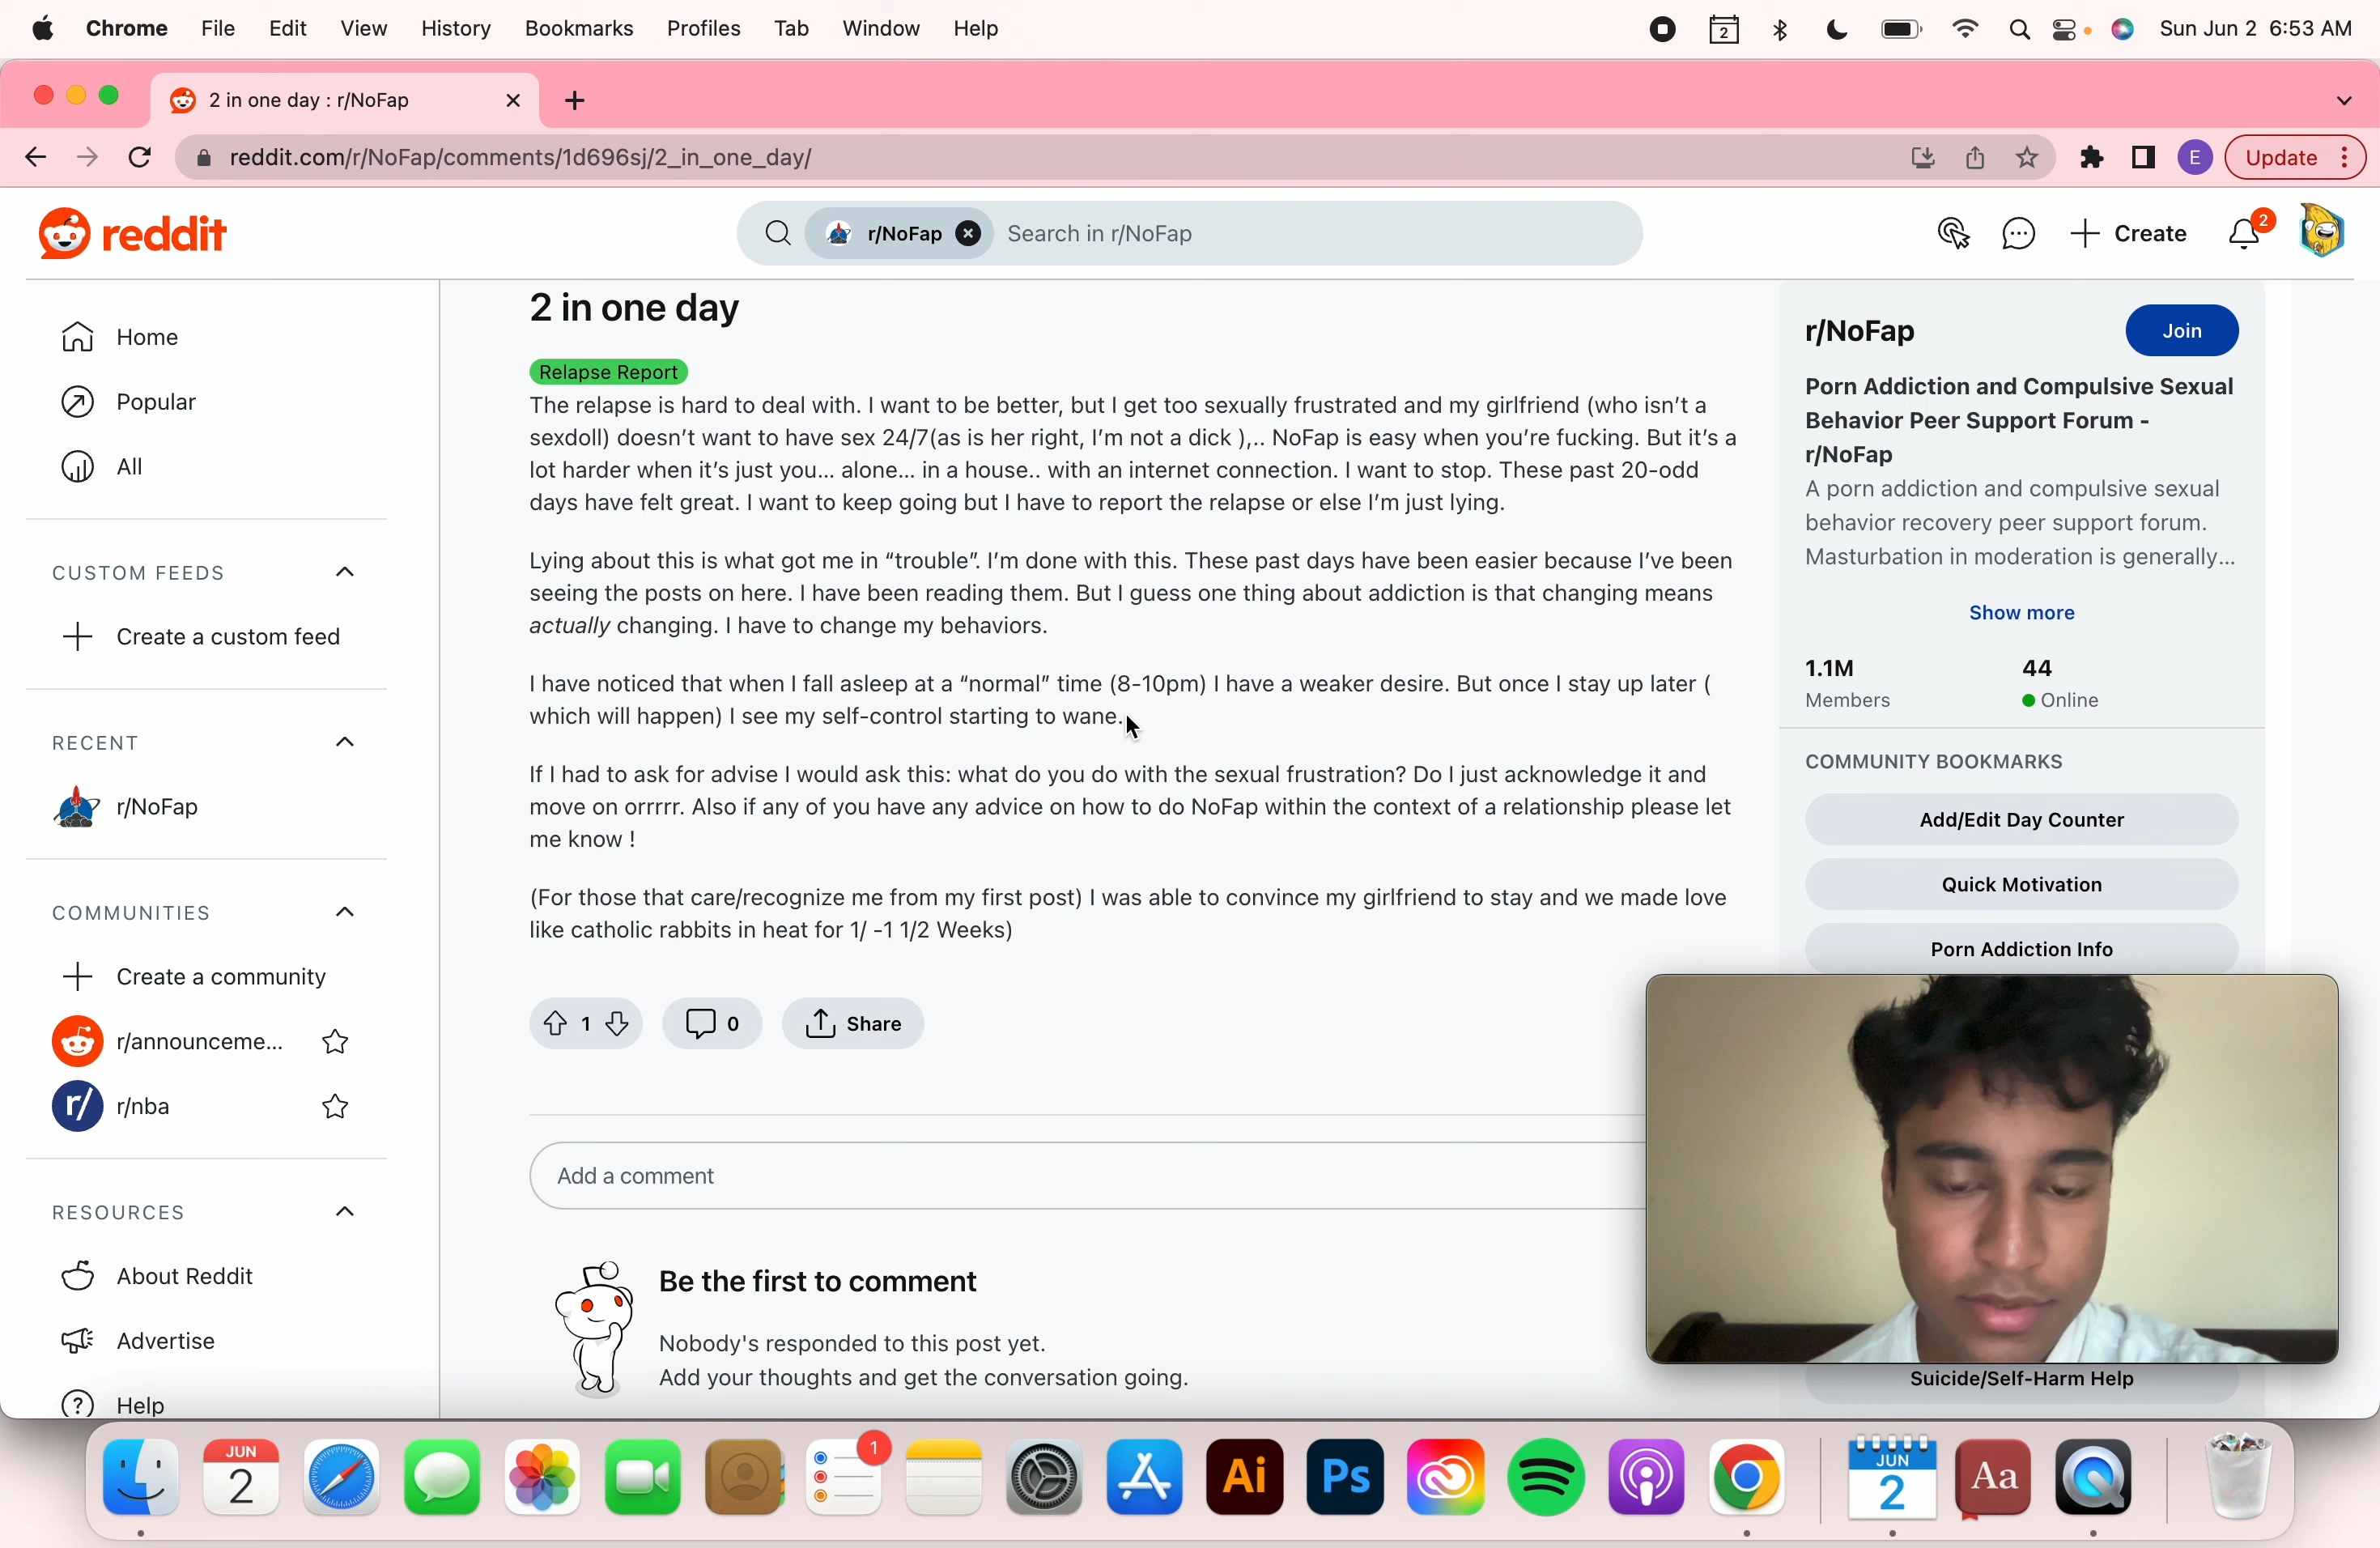 Chrome File Edit View History Bookmarks Profiles Tab Window Help 2 Sun Jun 2 6:53 AM
2 in one day : r/NoFap
reddit.com/r/NoFap/comments/1d696sj/2_in_one_day/ E Update
reddit r/NoFap Search in r/NoFap Create 2
Home
Popular
All
CUSTOM FEEDS
Create a custom feed
RECENT
r/NoFap
COMMUNITIES
Create a community
r/announceme...
r/ r/nba
RESOURCES
About Reddit
Advertise
Help
2 in one day
Relapse Report
The relapse is hard to deal with. I want to be better, but I get too sexually frustrated and my girlfriend (who isn’t a
sexdoll) doesn’t want to have sex 24/7(as is her right, I’m not a dick ),.. NoFap is easy when you’re fucking. But it’s a
lot harder when it’s just you... alone... in a house.. with an internet connection. I want to stop. These past 20-odd
days have felt great. I want to keep going but I have to report the relapse or else I’m just lying.
Lying about this is what got me in “trouble”. I’m done with this. These past days have been easier because I’ve been
seeing the posts on here. I have been reading them. But I guess one thing about addiction is that changing means
actually changing. I have to change my behaviors.
I have noticed that when I fall asleep at a “normal” time (8-10pm) I have a weaker desire. But once I stay up later (
which will happen) I see my self-control starting to wane.
If I had to ask for advise I would ask this: what do you do with the sexual frustration? Do I just acknowledge it and
move on orrrrr. Also if any of you have any advice on how to do NoFap within the context of a relationship please let
me know !
(For those that care/recognize me from my first post) I was able to convince my girlfriend to stay and we made love
like catholic rabbits in heat for 1/ -1 1/2 Weeks)
1 0 Share
Add a comment
Be the first to comment
Nobody's responded to this post yet.
Add your thoughts and get the conversation going.
r/NoFap Join
Porn Addiction and Compulsive Sexual
Behavior Peer Support Forum -
r/NoFap
A porn addiction and compulsive sexual
behavior recovery peer support forum.
Masturbation in moderation is generally...
Show more
1.1M 44
Members Online
COMMUNITY BOOKMARKS
Add/Edit Day Counter
Quick Motivation
Porn Addiction Info
Suicide/Self-Harm Help
JUN 2 1 Ai Ps JUN 2 Aa